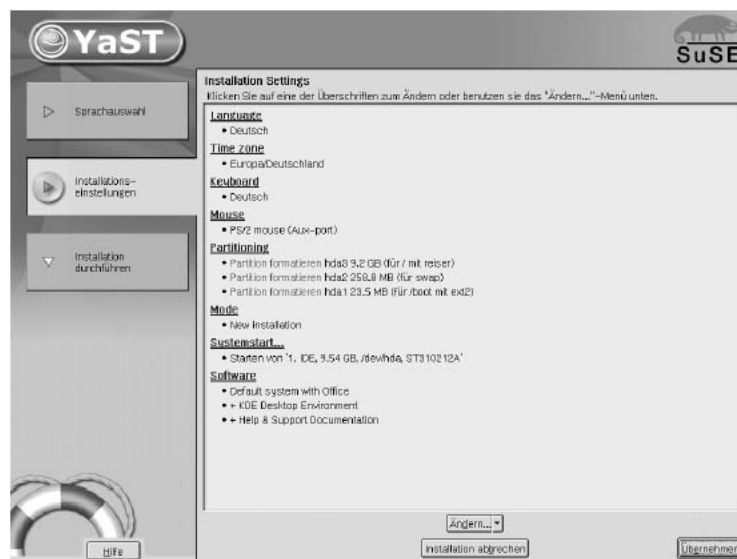 YaST
SuSE
Sprachauswahl
Installations-
einstellungen
Installation
durchführen
Hilfe
Installation Settings
Klicken Sie auf eine der Überschriften zum Ändern oder benutzen sie das "Ändern..."-Menü unten.
Language
• Deutsch
Time zone
• Europa/Deutschland
Keyboard
• Deutsch
Mouse
• PS/2 mouse (Aux-port)
Partitioning
• Partition formatieren hda3 9.2 GB (für / mit reiser)
• Partition formatieren hda2 258.8 MB (für swap)
• Partition formatieren hda1 23.5 MB (für /boot mit ext2)
Mode
• New installation
Systemstart...
• Starten von '1. IDE, 9.54 GB, /dev/hda, ST310212A'
Software
• Default system with Office
• + KDE Desktop Environment
• + Help & Support Documentation
Ändern...
Installation abbrechen
Übernehmen